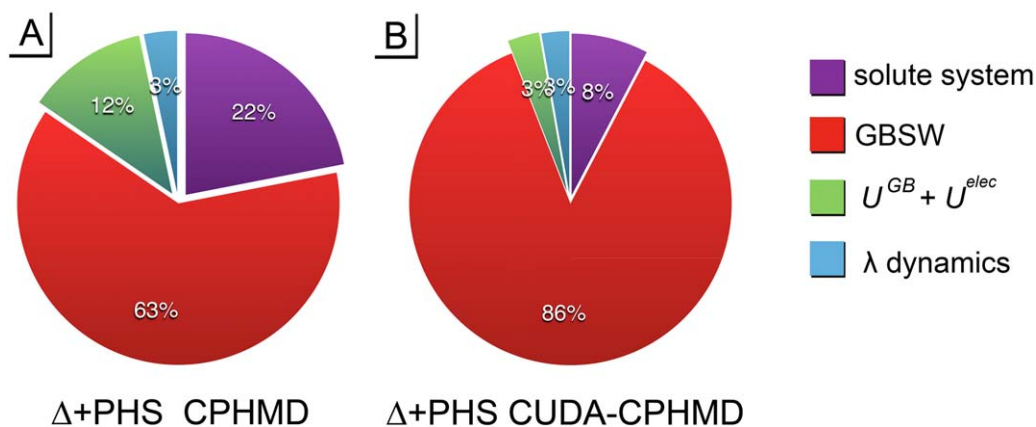 A
B
3%
12%
22%
63%
3%
3%
8%
86%
solute system
GBSW
U^GB + U^elec
λ dynamics
Δ+PHS CPHMD
Δ+PHS CUDA-CPHMD